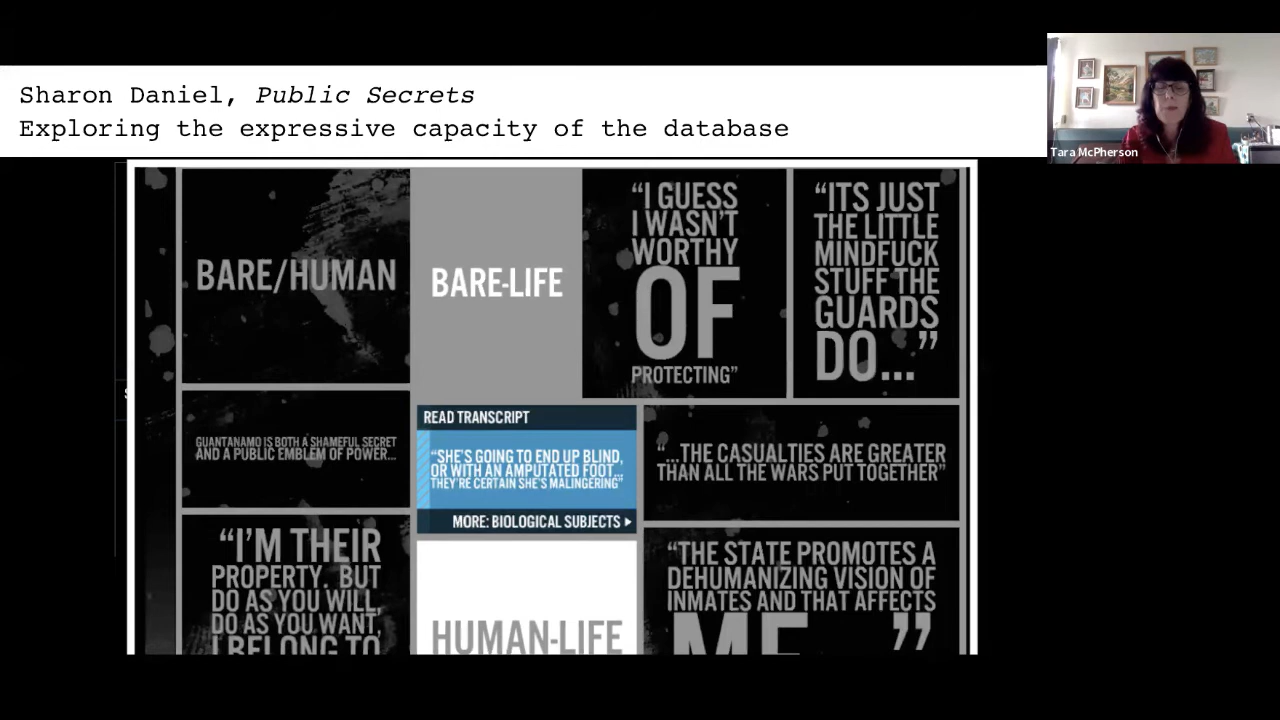 Sharon Daniel, Public Secrets
Exploring the expressive capacity of the database
Tara McPherson
BARE/HUMAN
BARE-LIFE
“I GUESS
I WASN’T
WORTHY
OF
PROTECTING”
“ITS JUST
THE LITTLE
MINDFUCK
STUFF THE
GUARDS
DO...”
GUANTANAMO IS BOTH A SHAMEFUL SECRET
AND A PUBLIC EMBLEM OF POWER...
READ TRANSCRIPT
“SHE’S GOING TO END UP BLIND,
OR WITH AN AMPUTATED FOOT...
THEY’RE CERTAIN SHE’S MALINGERING”
MORE: BIOLOGICAL SUBJECTS
“...THE CASUALTIES ARE GREATER
THAN ALL THE WARS PUT TOGETHER”
“I’M THEIR
PROPERTY. BUT
DO AS YOU WILL,
DO AS YOU WANT,
I BELONG TO
HUMAN-LIFE
“THE STATE PROMOTES A
DEHUMANIZING VISION OF
INMATES AND THAT AFFECTS
ME...”